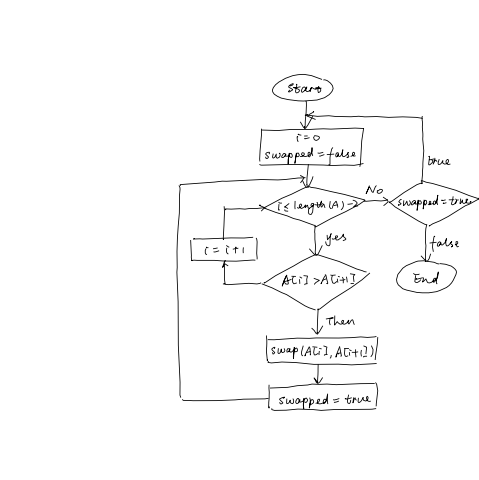 Start
i = 0
swapped = false
i ≤ length(A) - 2
No
swapped = true
true
false
End
yes
i = i + 1
A[i] > A[i+1]
Then
swap(A[i], A[i+1])
swapped = true